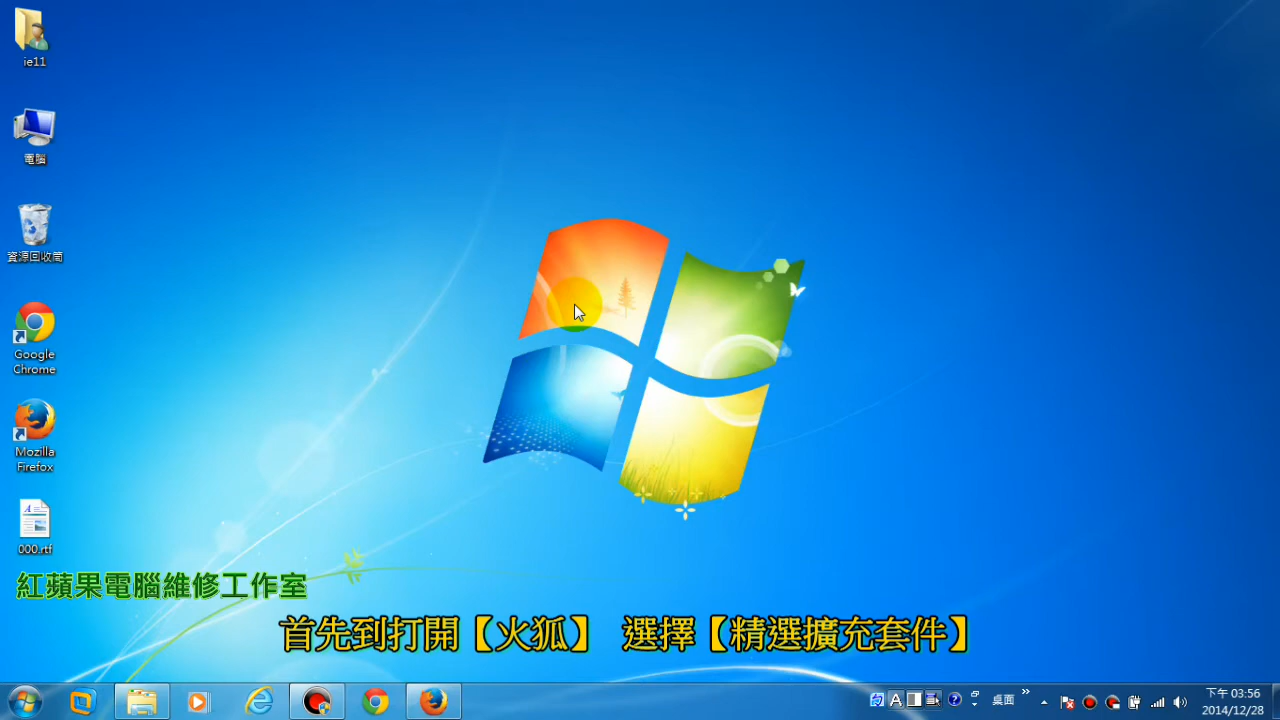 ie11
電腦
資源回收筒
Google
Chrome
Mozilla
Firefox
000.rtf
紅蘋果電腦維修工作室
首先到打開【火狐】 選擇【精選擴充套件】
A
桌面
下午 03:56
2014/12/28